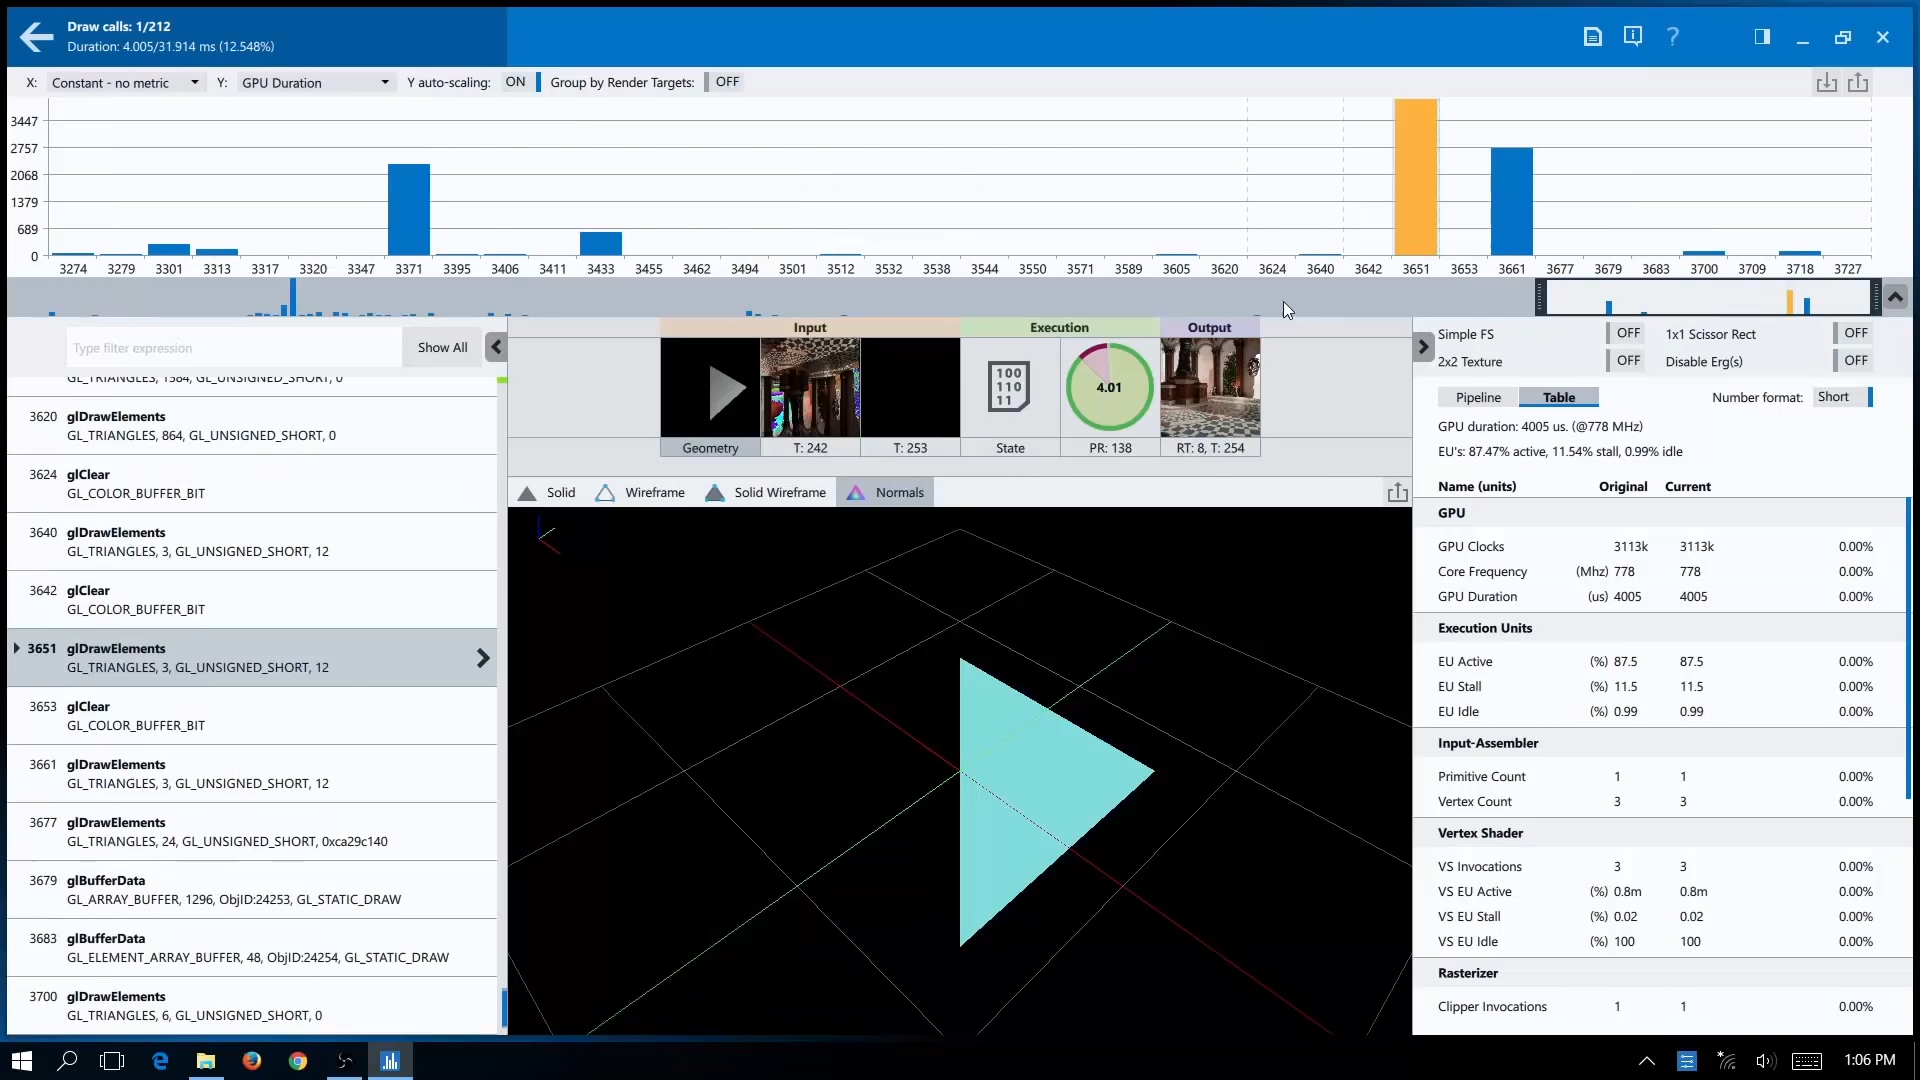 Draw calls: 1/212
Duration: 4.005/31.914 ms (12.548%)
?
X: Constant - no metric Y: GPU Duration Y auto-scaling: ON Group by Render Targets: OFF
3447
2757
2068
1379
689
0
3274 3279 3301 3313 3317 3320 3347 3371 3395 3406 3411 3433 3455 3462 3494 3501 3512 3532 3538 3544 3550 3571 3589 3605 3620 3624 3640 3642 3651 3653 3661 3677 3679 3683 3700 3709 3718 3727
Type filter expression Show All
GL_TRIANGLES, 1584, GL_UNSIGNED_SHORT, 0
3620 glDrawElements
GL_TRIANGLES, 864, GL_UNSIGNED_SHORT, 0
3624 glClear
GL_COLOR_BUFFER_BIT
3640 glDrawElements
GL_TRIANGLES, 3, GL_UNSIGNED_SHORT, 12
3642 glClear
GL_COLOR_BUFFER_BIT
3651 glDrawElements
GL_TRIANGLES, 3, GL_UNSIGNED_SHORT, 12
3653 glClear
GL_COLOR_BUFFER_BIT
3661 glDrawElements
GL_TRIANGLES, 3, GL_UNSIGNED_SHORT, 12
3677 glDrawElements
GL_TRIANGLES, 24, GL_UNSIGNED_SHORT, 0xca29c140
3679 glBufferData
GL_ARRAY_BUFFER, 1296, ObjID:24253, GL_STATIC_DRAW
3683 glBufferData
GL_ELEMENT_ARRAY_BUFFER, 48, ObjID:24254, GL_STATIC_DRAW
3700 glDrawElements
GL_TRIANGLES, 6, GL_UNSIGNED_SHORT, 0
Input Execution Output
100
110
11
4.01
Geometry T: 242 T: 253 State PR: 138 RT: 8, T: 254
Solid Wireframe Solid Wireframe Normals
Simple FS OFF 1x1 Scissor Rect OFF
2x2 Texture OFF Disable Erg(s) OFF
Pipeline Table Number format: Short
GPU duration: 4005 us. (@778 MHz)
EU's: 87.47% active, 11.54% stall, 0.99% idle
Name (units) Original Current
GPU
GPU Clocks 3113k 3113k 0.00%
Core Frequency (Mhz) 778 778 0.00%
GPU Duration (us) 4005 4005 0.00%
Execution Units
EU Active (%) 87.5 87.5 0.00%
EU Stall (%) 11.5 11.5 0.00%
EU Idle (%) 0.99 0.99 0.00%
Input-Assembler
Primitive Count 1 1 0.00%
Vertex Count 3 3 0.00%
Vertex Shader
VS Invocations 3 3 0.00%
VS EU Active (%) 0.8m 0.8m 0.00%
VS EU Stall (%) 0.02 0.02 0.00%
VS EU Idle (%) 100 100 0.00%
Rasterizer
Clipper Invocations 1 1 0.00%
1:06 PM